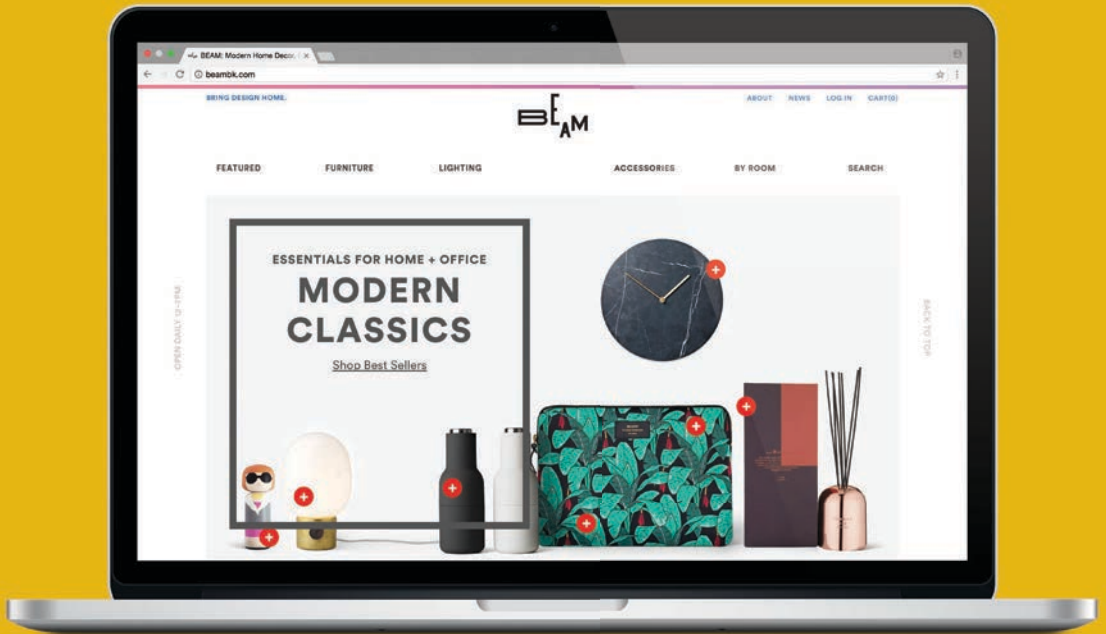 BEAM: Modern Home Decor,
beambk.com
BRING DESIGN HOME.
BEAM
ABOUT NEWS LOG IN CART(0)
FEATURED FURNITURE LIGHTING ACCESSORIES BY ROOM SEARCH
ESSENTIALS FOR HOME + OFFICE
MODERN
CLASSICS
Shop Best Sellers
OPEN DAILY 12–7PM
BACK TO TOP